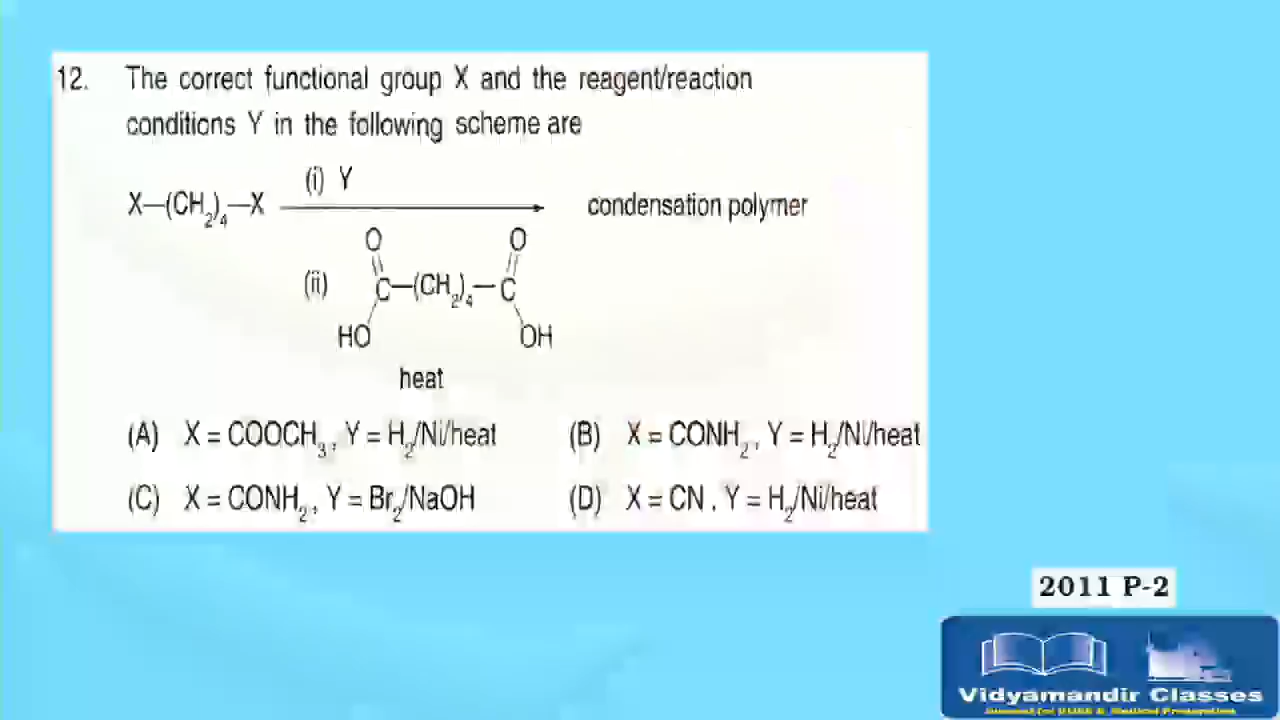 12. The correct functional group X and the reagent/reaction
conditions Y in the following scheme are
(i) Y
X—(CH₂)₄—X
condensation polymer
O O
(ii) C—(CH₂)₄—C
HO OH
heat
(A) X = COOCH₃, Y = H₂/Ni/heat (B) X = CONH₂, Y = H₂/Ni/heat
(C) X = CONH₂, Y = Br₂/NaOH (D) X = CN, Y = H₂/Ni/heat
2011 P-2
Vidyamandir Classes